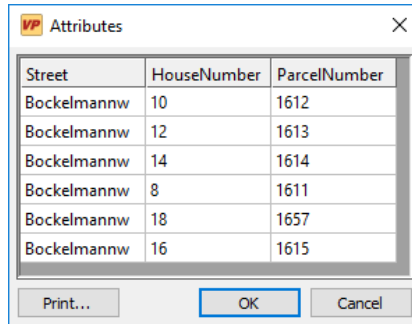 VP Attributes
Street HouseNumber ParcelNumber
Bockelmannw 10 1612
Bockelmannw 12 1613
Bockelmannw 14 1614
Bockelmannw 8 1611
Bockelmannw 18 1657
Bockelmannw 16 1615
Print... OK Cancel